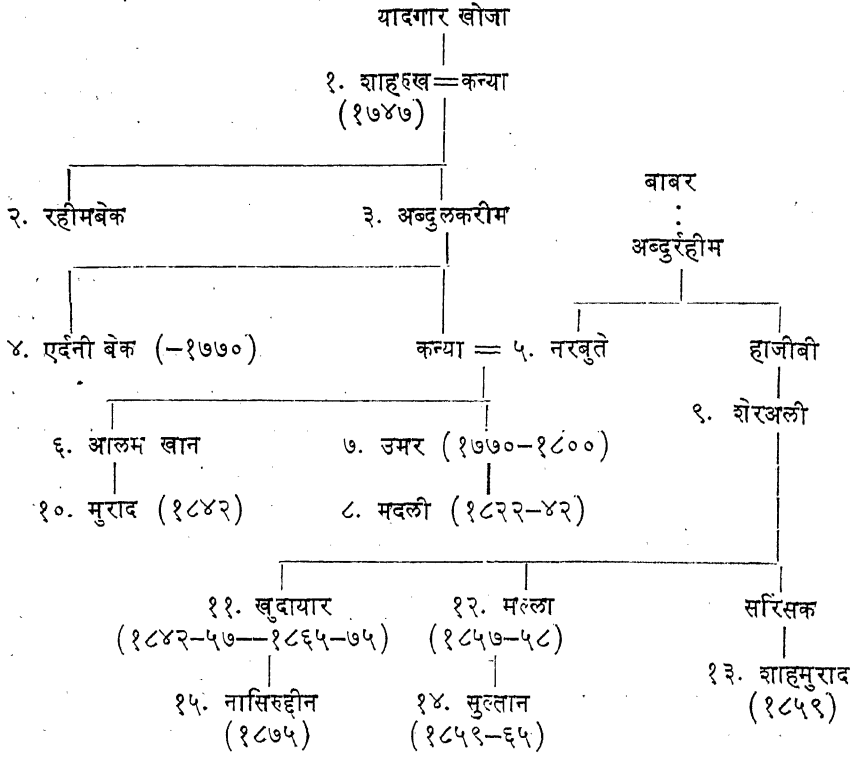 यादगार खोजा
१. शाहरुख=कन्या
(१७४७)
बाबर
२. रहीमबेक ३. अब्दुलकरीम
अब्दुर्रहीम
४. एर्दनी बेक (-१७७०) कन्या = ५. नरबुते हाजीबी
९. शेरअली
६. आलम खान ७. उमर (१७७०-१८००)
१०. मुराद (१८४२) ८. मदली (१८२२-४२)
११. खुदायार १२. मल्ला सरिंसक
(१८४२-५७--१८६५-७५) (१८५७-५८)
१३. शाहमुराद
१५. नासिरुद्दीन १४. सुल्तान (१८५९)
(१८७५) (१८५९-६५)